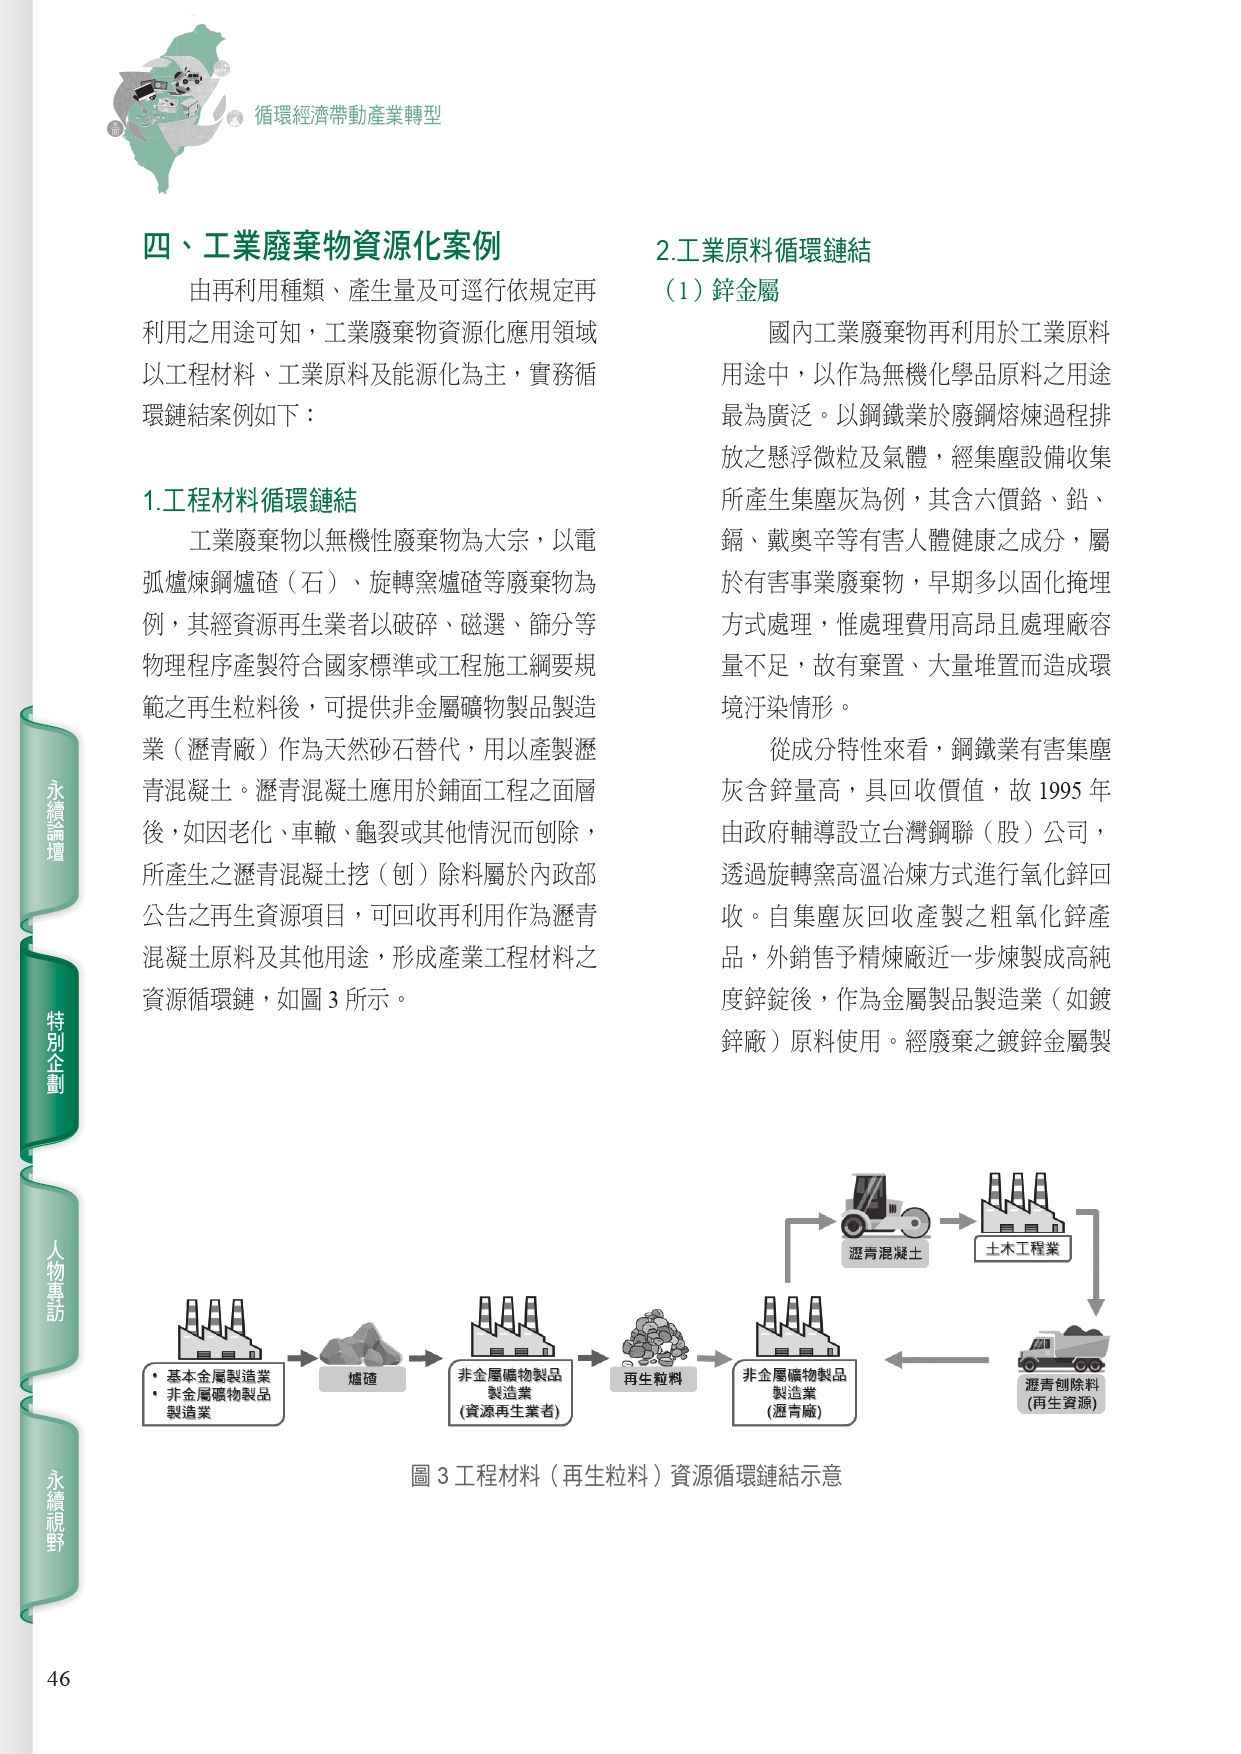 循環經濟帶動產業轉型
四、工業廢棄物資源化案例
由再利用種類、產生量及可逕行依規定再
利用之用途可知，工業廢棄物資源化應用領域
以工程材料、工業原料及能源化為主，實務循
環鏈結案例如下：
1.工程材料循環鏈結
工業廢棄物以無機性廢棄物為大宗，以電
弧爐煉鋼爐碴（石）、旋轉窯爐碴等廢棄物為
例，其經資源再生業者以破碎、磁選、篩分等
物理程序產製符合國家標準或工程施工綱要規
範之再生粒料後，可提供非金屬礦物製品製造
業（瀝青廠）作為天然砂石替代，用以產製瀝
青混凝土。瀝青混凝土應用於鋪面工程之面層
後，如因老化、車轍、龜裂或其他情況而刨除，
所產生之瀝青混凝土挖（刨）除料屬於內政部
公告之再生資源項目，可回收再利用作為瀝青
混凝土原料及其他用途，形成產業工程材料之
資源循環鏈，如圖 3 所示。
2.工業原料循環鏈結
（1）鋅金屬
國內工業廢棄物再利用於工業原料
用途中，以作為無機化學品原料之用途
最為廣泛。以鋼鐵業於廢鋼熔煉過程排
放之懸浮微粒及氣體，經集塵設備收集
所產生集塵灰為例，其含六價鉻、鉛、
鎘、戴奧辛等有害人體健康之成分，屬
於有害事業廢棄物，早期多以固化掩埋
方式處理，惟處理費用高昂且處理廠容
量不足，故有棄置、大量堆置而造成環
境汙染情形。
從成分特性來看，鋼鐵業有害集塵
灰含鋅量高，具回收價值，故 1995 年
由政府輔導設立台灣鋼聯（股）公司，
透過旋轉窯高溫冶煉方式進行氧化鋅回
收。自集塵灰回收產製之粗氧化鋅產
品，外銷售予精煉廠近一步煉製成高純
度鋅錠後，作為金屬製品製造業（如鍍
鋅廠）原料使用。經廢棄之鍍鋅金屬製
瀝青混凝土
土木工程業
• 基本金屬製造業
• 非金屬礦物製品
製造業
爐碴
非金屬礦物製品
製造業
(資源再生業者)
再生粒料
非金屬礦物製品
製造業
(瀝青廠)
瀝青刨除料
(再生資源)
圖 3 工程材料（再生粒料）資源循環鏈結示意
永續論壇
特別企劃
人物專訪
永續視野
46